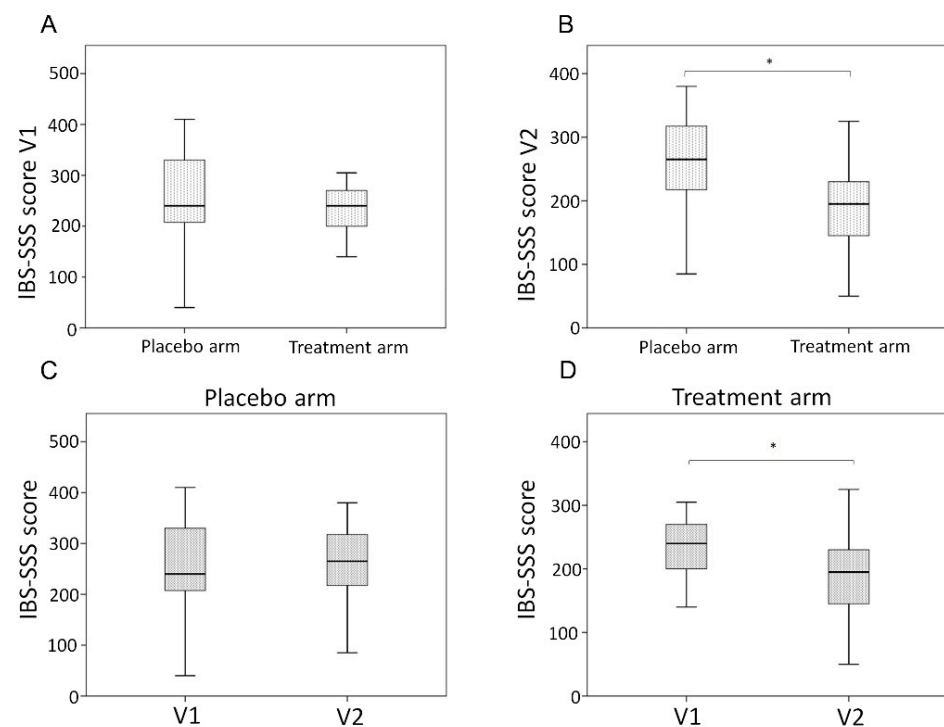 A
IBS-SSS score V1
500
400
300
200
100
0
Placebo arm
Treatment arm
B
IBS-SSS score V2
*
400
300
200
100
0
Placebo arm
Treatment arm
C
Placebo arm
IBS-SSS score
500
400
300
200
100
0
V1
V2
D
Treatment arm
IBS-SSS score
*
400
300
200
100
0
V1
V2